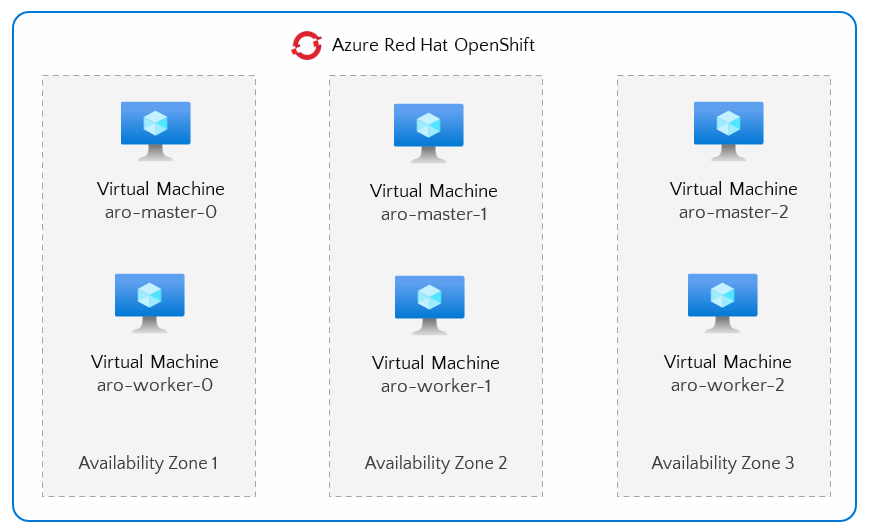 Azure Red Hat OpenShift
Virtual Machine
aro-master-0
Virtual Machine
aro-worker-0
Availability Zone 1
Virtual Machine
aro-master-1
Virtual Machine
aro-worker-1
Availability Zone 2
Virtual Machine
aro-master-2
Virtual Machine
aro-worker-2
Availability Zone 3